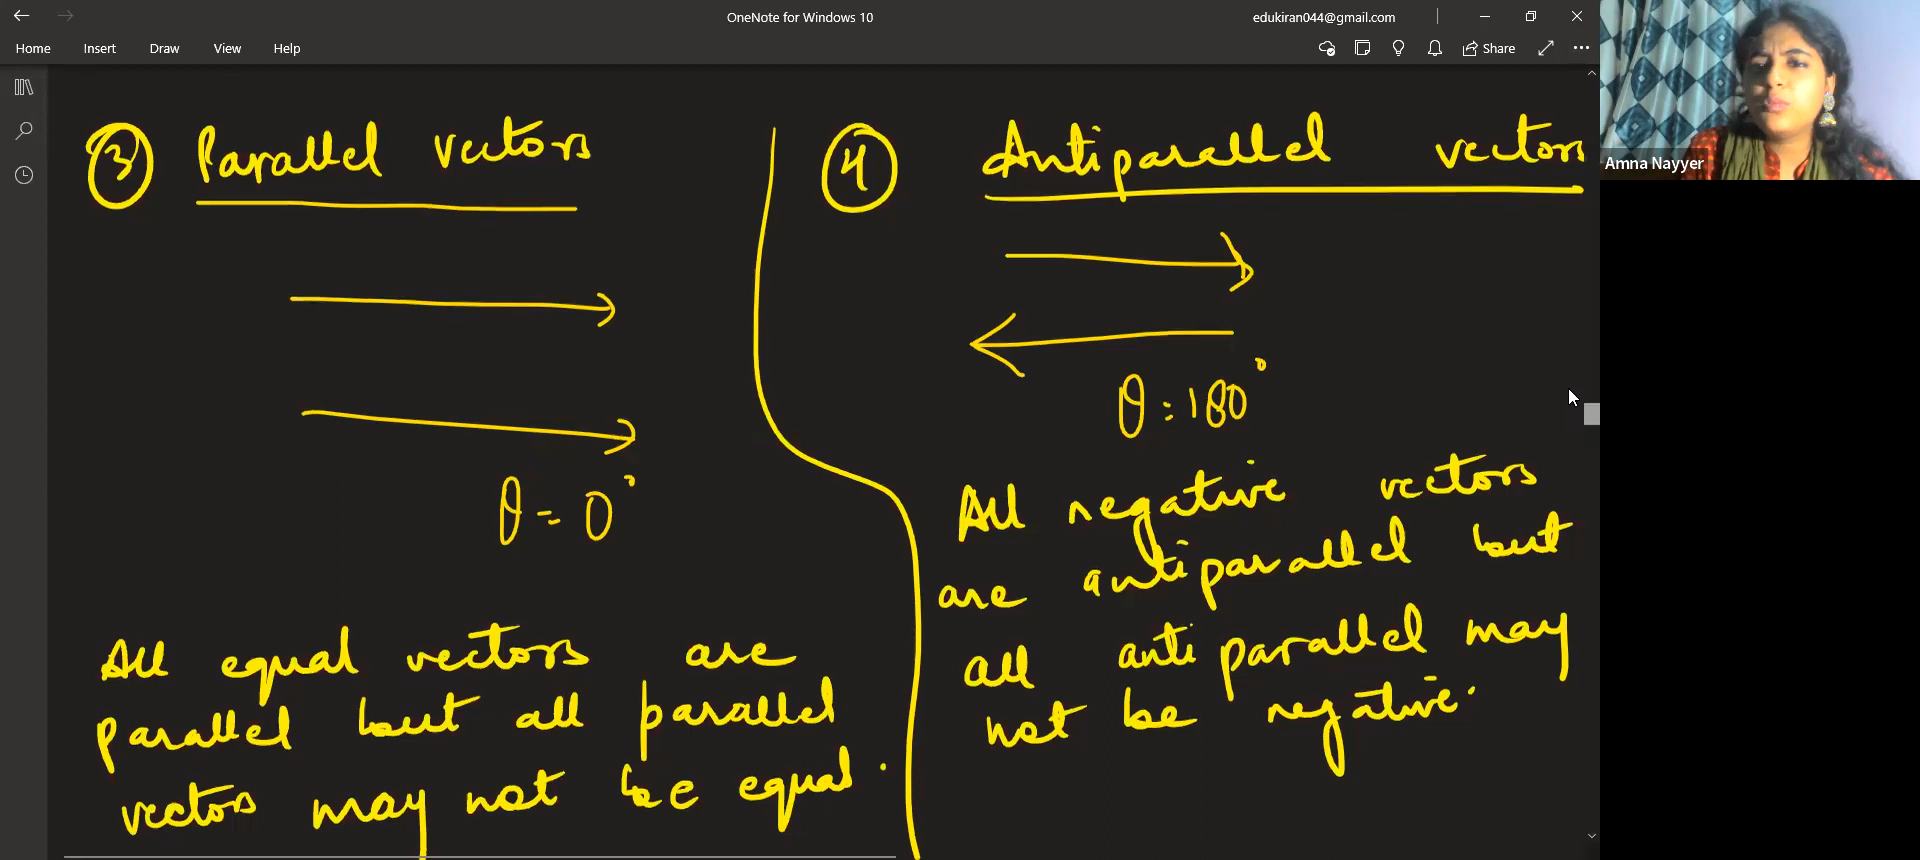 OneNote for Windows 10
edukiran044@gmail.com
Home Insert Draw View Help
Share
Amna Nayyer
3 Parallel vectors
θ = 0°
All equal vectors are
parallel but all parallel
vectors may not be equal.
4 Antiparallel vectors
θ = 180°
All negative vectors
are antiparallel but
all anti parallel may
not be negative.